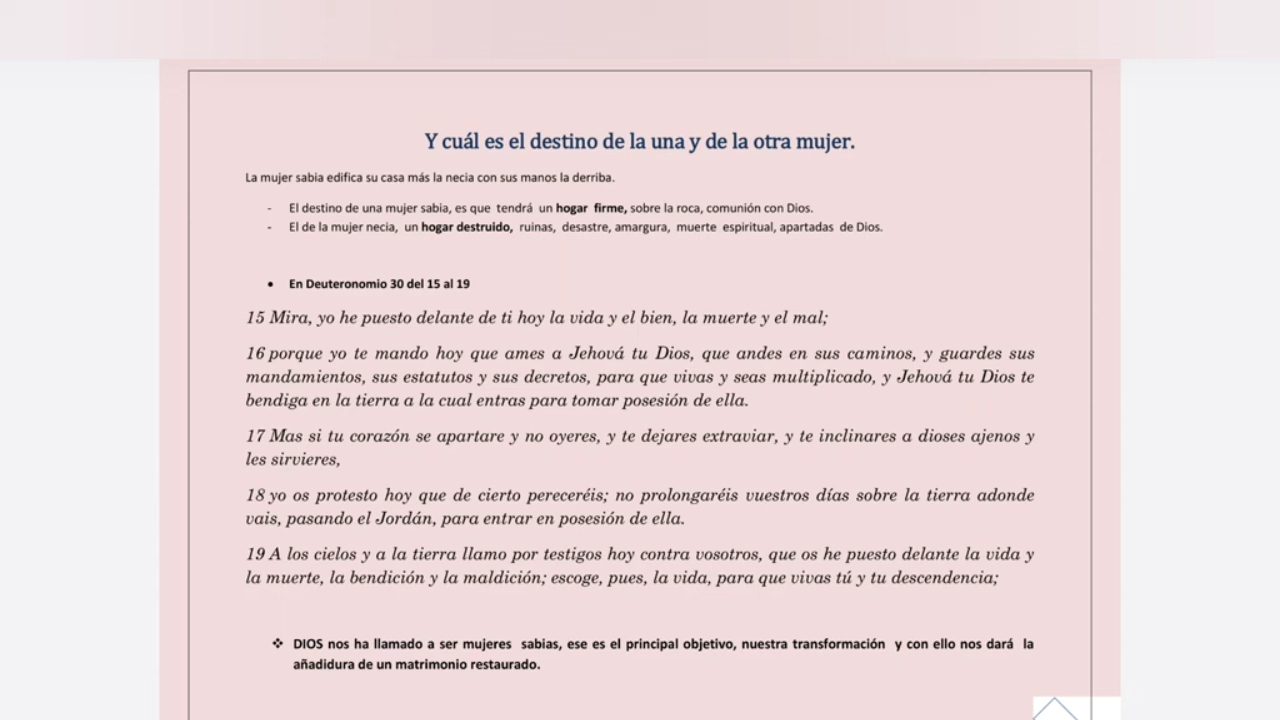 Y cuál es el destino de la una y de la otra mujer.
La mujer sabia edifica su casa más la necia con sus manos la derriba.
- El destino de una mujer sabia, es que tendrá un hogar firme, sobre la roca, comunión con Dios.
- El de la mujer necia, un hogar destruido, ruinas, desastre, amargura, muerte espiritual, apartadas de Dios.
• En Deuteronomio 30 del 15 al 19
15 Mira, yo he puesto delante de ti hoy la vida y el bien, la muerte y el mal;
16 porque yo te mando hoy que ames a Jehová tu Dios, que andes en sus caminos, y guardes sus
mandamientos, sus estatutos y sus decretos, para que vivas y seas multiplicado, y Jehová tu Dios te
bendiga en la tierra a la cual entras para tomar posesión de ella.
17 Mas si tu corazón se apartare y no oyeres, y te dejares extraviar, y te inclinares a dioses ajenos y
les sirvieres,
18 yo os protesto hoy que de cierto pereceréis; no prolongaréis vuestros días sobre la tierra adonde
vais, pasando el Jordán, para entrar en posesión de ella.
19 A los cielos y a la tierra llamo por testigos hoy contra vosotros, que os he puesto delante la vida y
la muerte, la bendición y la maldición; escoge, pues, la vida, para que vivas tú y tu descendencia;
❖ DIOS nos ha llamado a ser mujeres sabias, ese es el principal objetivo, nuestra transformación y con ello nos dará la
añadidura de un matrimonio restaurado.